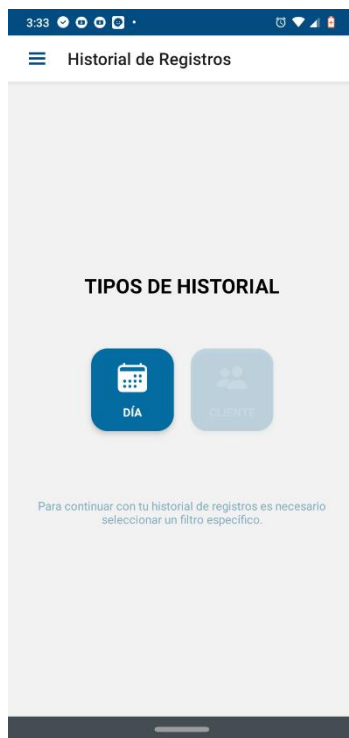 3:33
Historial de Registros
TIPOS DE HISTORIAL
DÍA
CLIENTE
Para continuar con tu historial de registros es necesario
seleccionar un filtro específico.